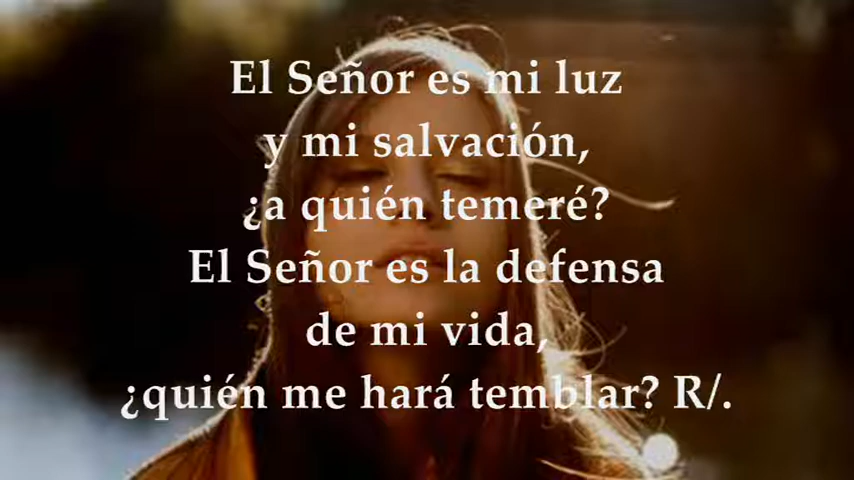 El Señor es mi luz
y mi salvación,
¿a quién temeré?
El Señor es la defensa
de mi vida,
¿quién me hará temblar? R/.